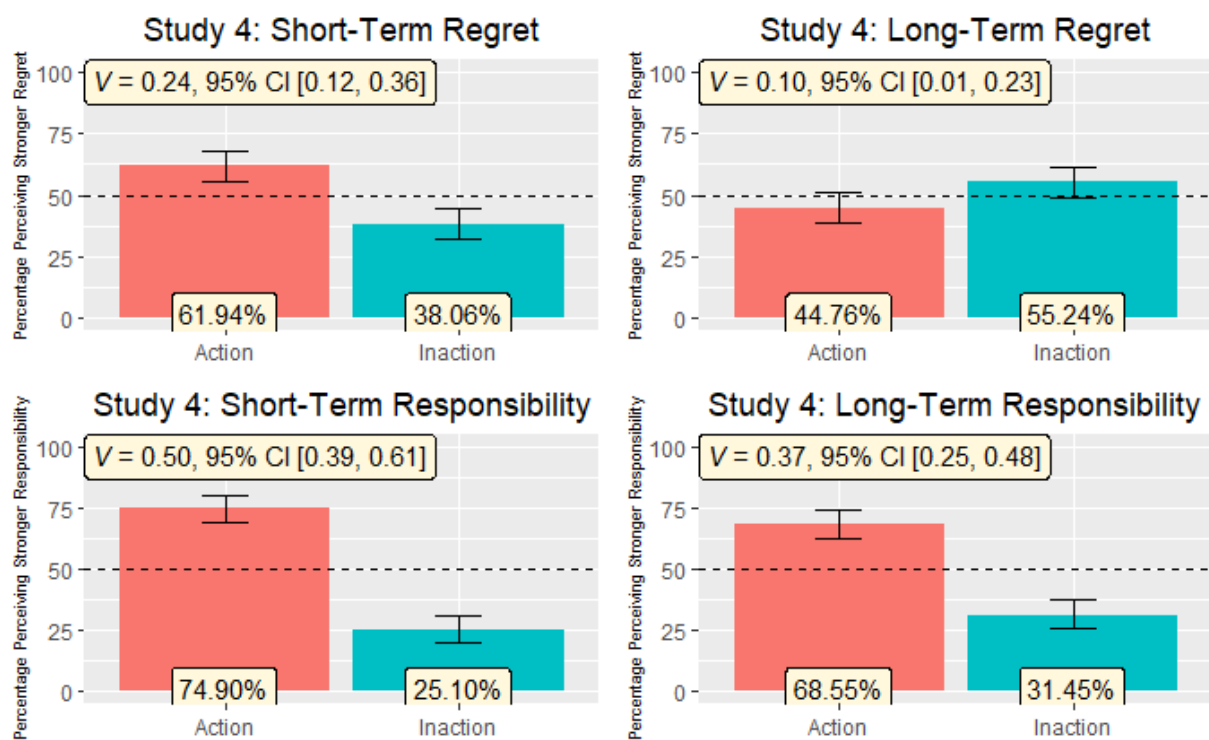 Study 4: Short-Term Regret
Percentage Perceiving Stronger Regret
V = 0.24, 95% CI [0.12, 0.36]
100
75
50
25
0
61.94%
38.06%
Action
Inaction
Study 4: Long-Term Regret
Percentage Perceiving Stronger Regret
V = 0.10, 95% CI [0.01, 0.23]
100
75
50
25
0
44.76%
55.24%
Action
Inaction
Study 4: Short-Term Responsibility
Percentage Perceiving Stronger Responsibility
V = 0.50, 95% CI [0.39, 0.61]
100
75
50
25
0
74.90%
25.10%
Action
Inaction
Study 4: Long-Term Responsibility
Percentage Perceiving Stronger Responsibility
V = 0.37, 95% CI [0.25, 0.48]
100
75
50
25
0
68.55%
31.45%
Action
Inaction